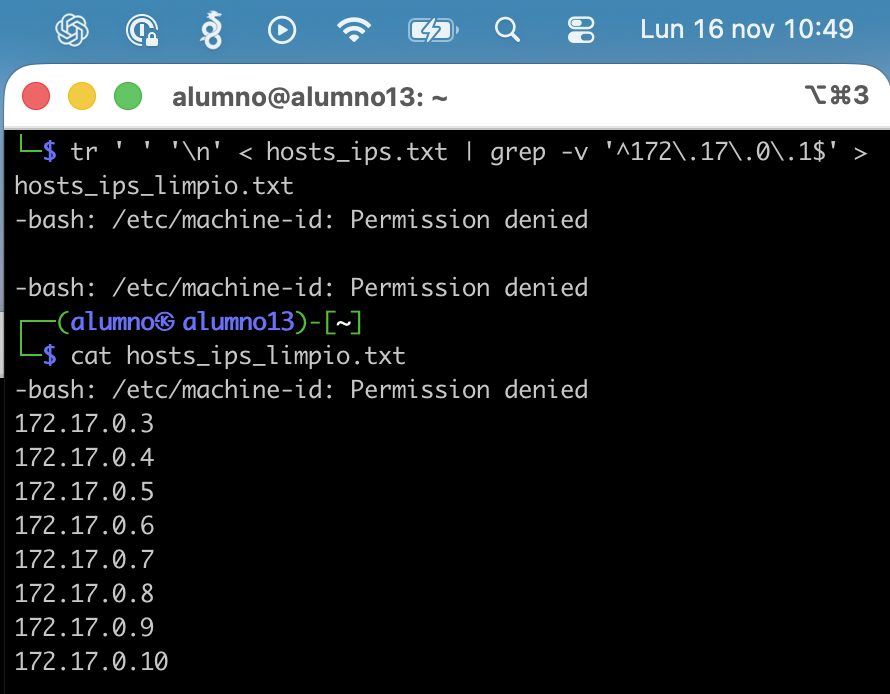 Lun 16 nov 10:49
alumno@alumno13: ~ ⌥⌘3
└─$ tr ' ' '\n' < hosts_ips.txt | grep -v '^172\.17\.0\.1$' >
hosts_ips_limpio.txt
-bash: /etc/machine-id: Permission denied
-bash: /etc/machine-id: Permission denied
┌──(alumno㉿alumno13)-[~]
└─$ cat hosts_ips_limpio.txt
-bash: /etc/machine-id: Permission denied
172.17.0.3
172.17.0.4
172.17.0.5
172.17.0.6
172.17.0.7
172.17.0.8
172.17.0.9
172.17.0.10